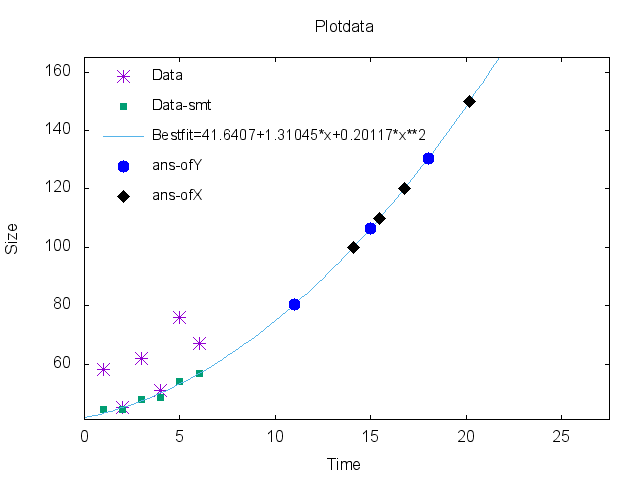 Plotdata
160
140
120
100
80
60
Size
Data
Data-smt
Bestfit=41.6407+1.31045*x+0.20117*x**2
ans-ofY
ans-ofX
0 5 10 15 20 25
Time